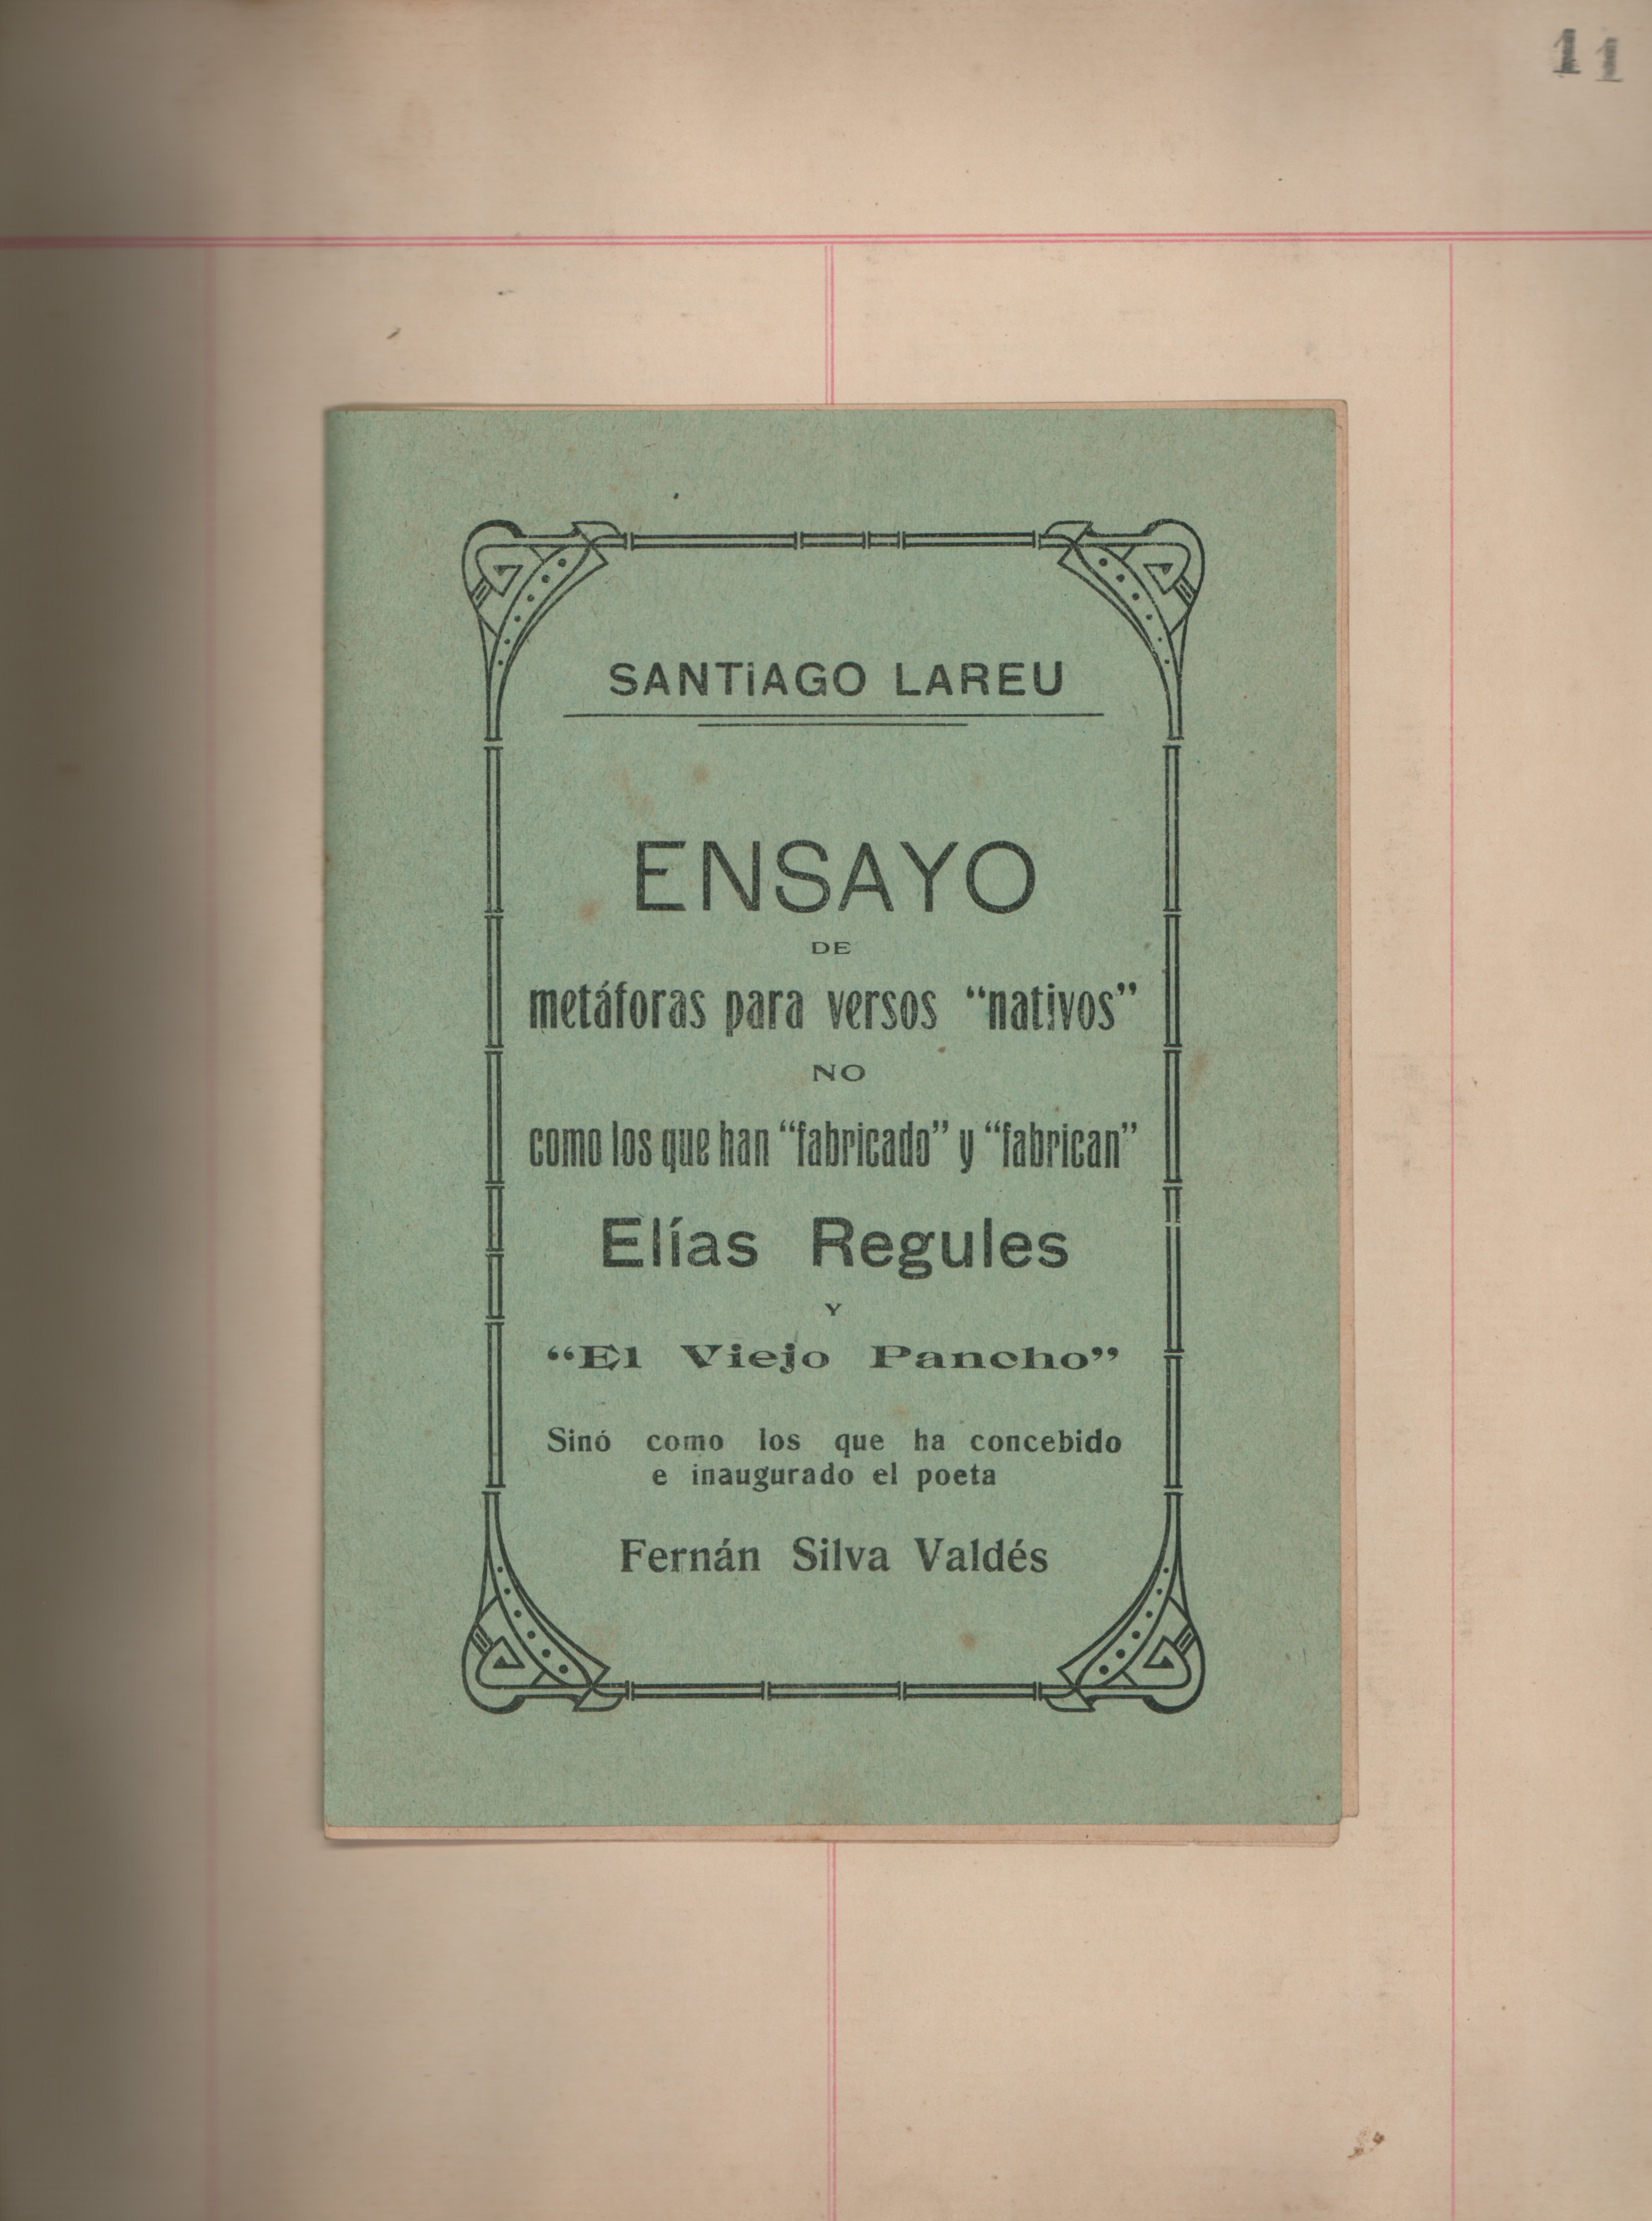 11
SANTiAGO LAREU
ENSAYO
DE
metáforas para versos “nativos”
NO
como los que han “fabricado” y “fabrican”
Elías Regules
Y
“El Viejo Pancho”
Sinó como los que ha concebido
e inaugurado el poeta
Fernán Silva Valdés